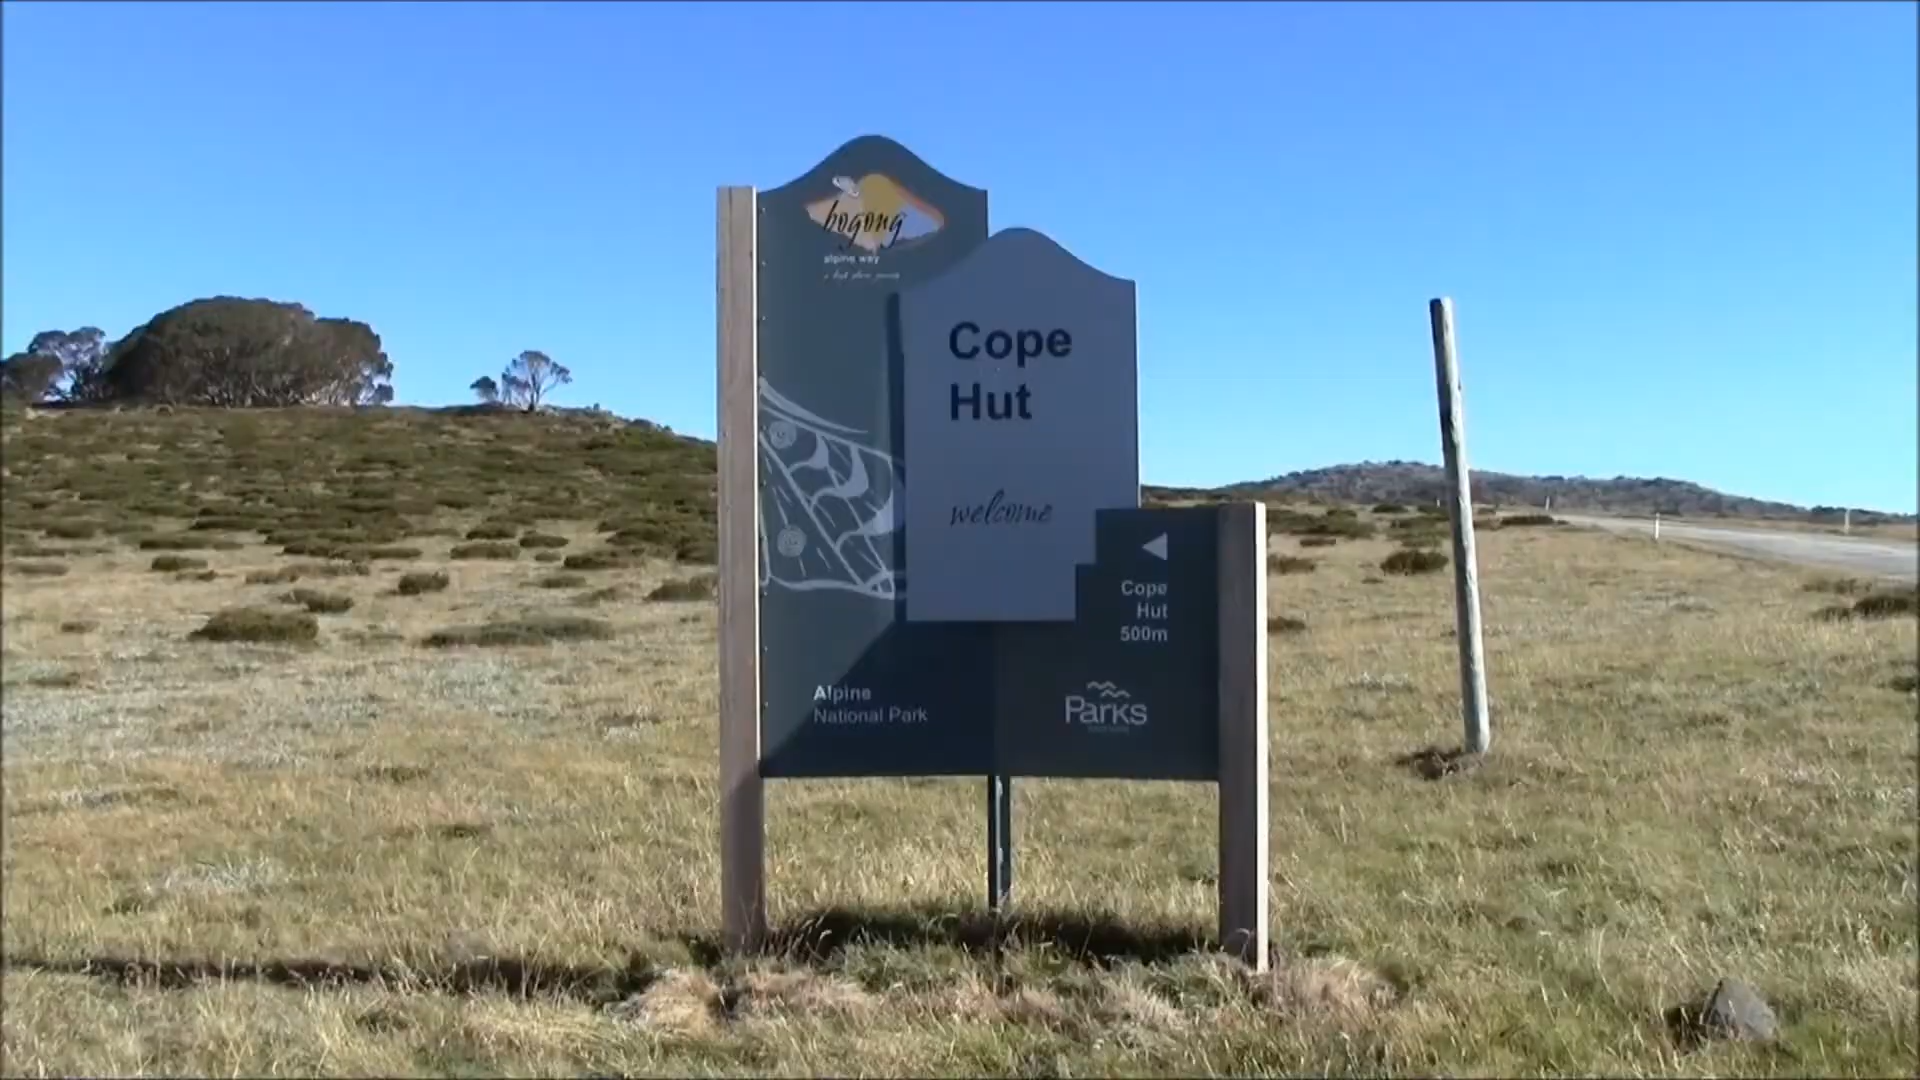 bogong
alpine way
Cope
Hut
welcome
Cope
Hut
500m
Alpine
National Park
Parks